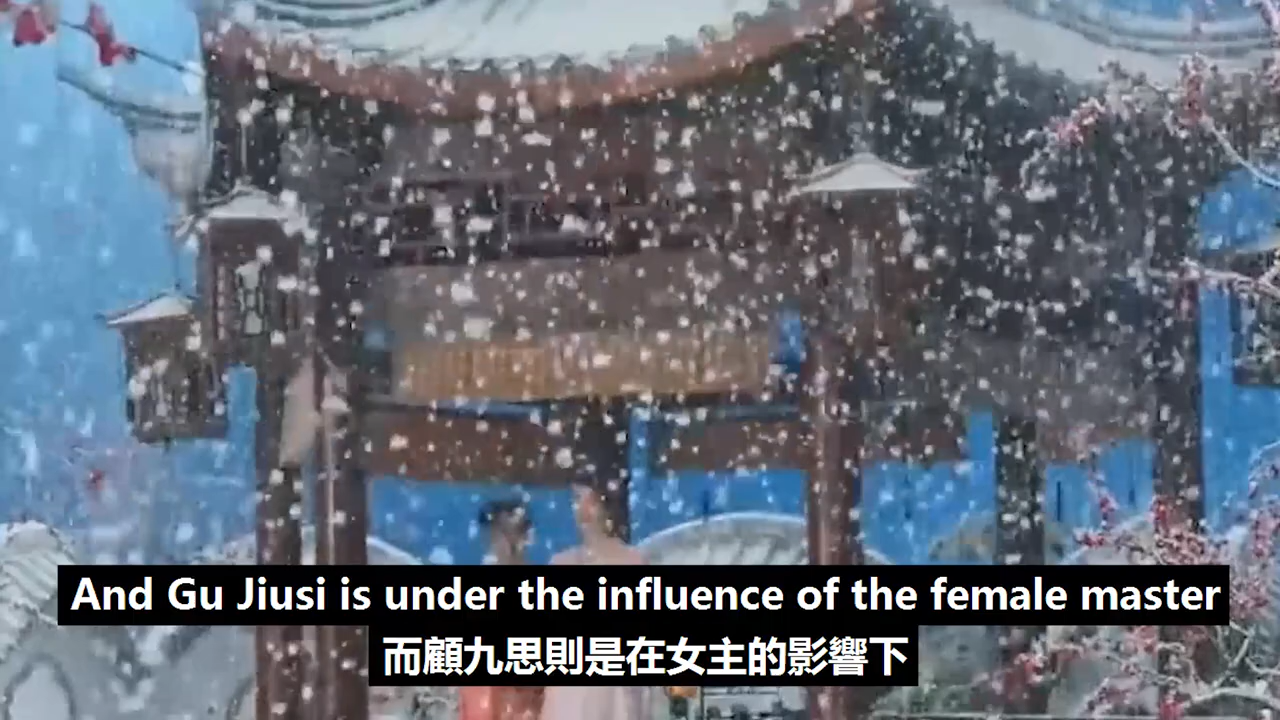 And Gu Jiusi is under the influence of the female master
而顧九思則是在女主的影響下